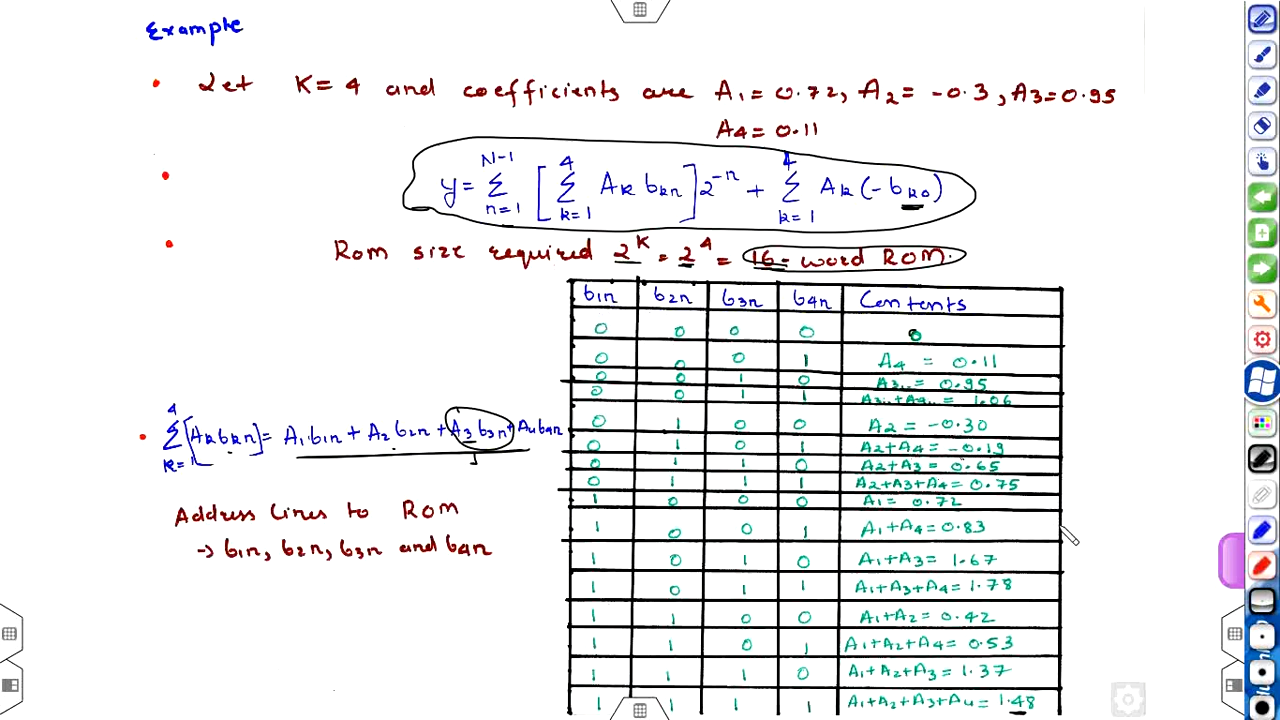 Example
• Let K = 4 and coefficients are A₁ = 0.72, A₂ = -0.3, A3 = 0.95
A4 = 0.11
• y = Σ_{n=1}^{N-1} [ Σ_{k=1}^{4} Ak bkn ] 2^{-n} + Σ_{k=1}^{4} Ak (-bko)
• Rom size required 2^K = 2^4 = 16-word ROM.
b1n b2n b3n b4n Contents
0 0 0 0 0
0 0 0 1 A4 = 0.11
0 0 1 0 A3 = 0.95
0 0 1 1 A3 + A4 = 1.06
0 1 0 0 A2 = -0.30
0 1 0 1 A2+A4 = -0.19
0 1 1 0 A2+A3 = 0.65
0 1 1 1 A2+A3+A4 = 0.75
1 0 0 0 A1 = 0.72
1 0 0 1 A1+A4 = 0.83
1 0 1 0 A1+A3 = 1.67
1 0 1 1 A1+A3+A4 = 1.78
1 1 0 0 A1+A2 = 0.42
1 1 0 1 A1+A2+A4 = 0.53
1 1 1 0 A1+A2+A3 = 1.37
1 1 1 1 A1+A2+A3+A4 = 1.48
• Σ_{k=1}^{4} [Ak bkn] = A1 b1n + A2 b2n + A3 b3n + A4 b4n
Address Lines to ROM
→ b1n, b2n, b3n and b4n